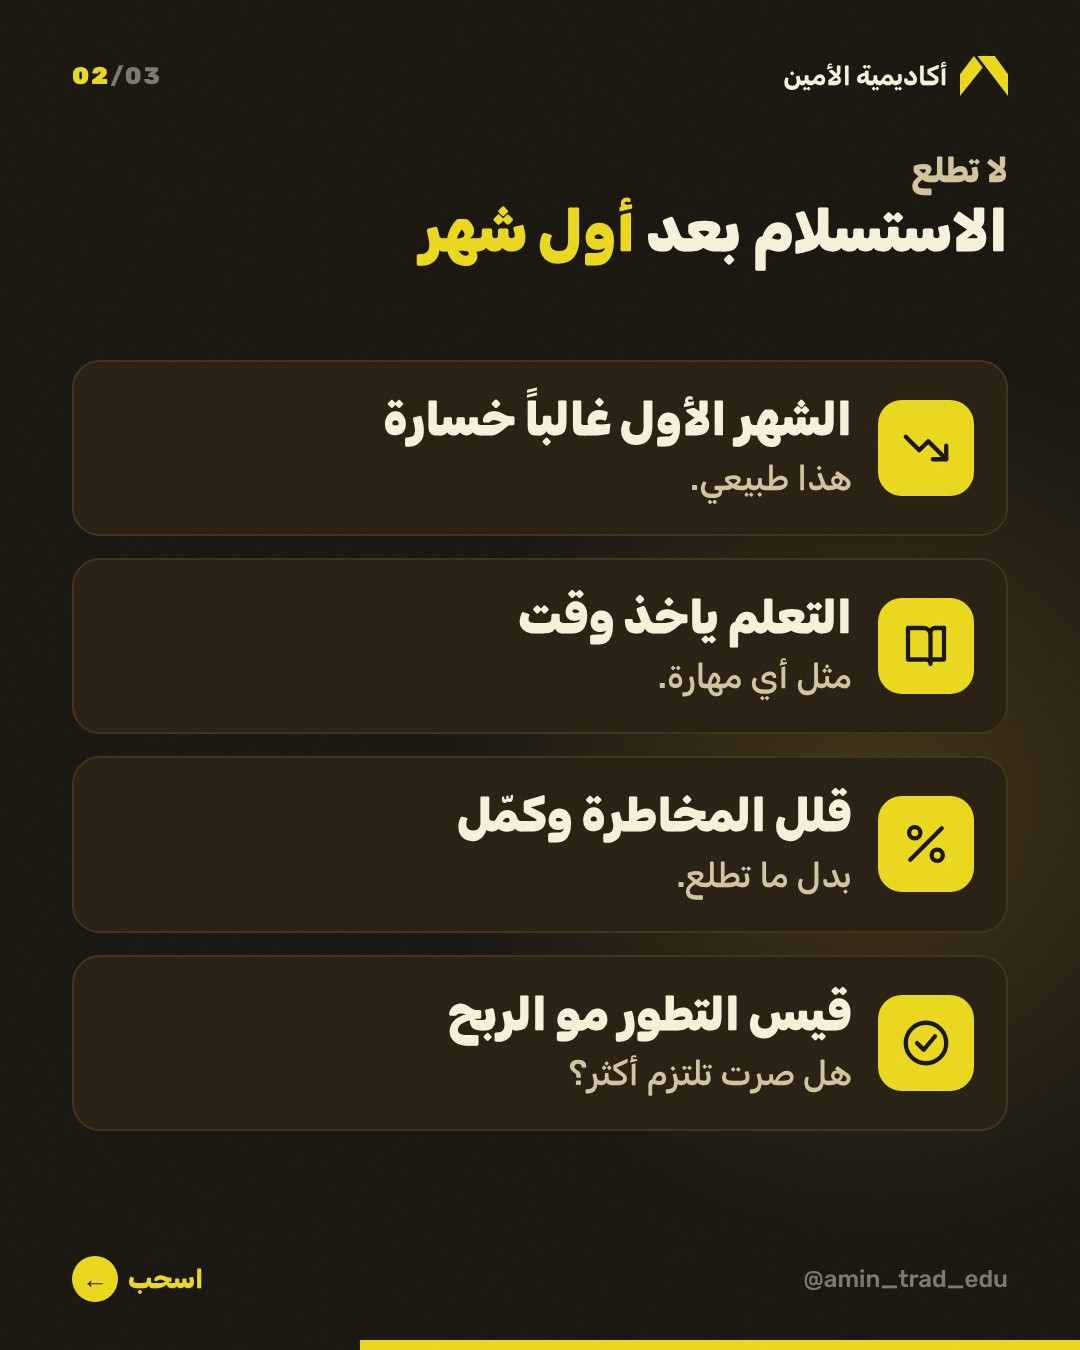 أكاديمية الأمين
02/03
لا تطلع
الاستسلام بعد أول شهر
الشهر الأول غالباً خسارة
هذا طبيعي.
التعلم ياخذ وقت
مثل أي مهارة.
قلل المخاطرة وكمّل
بدل ما تطلع.
قيس التطور مو الربح
هل صرت تلتزم أكثر؟
@amin_trad_edu
اسحب ←